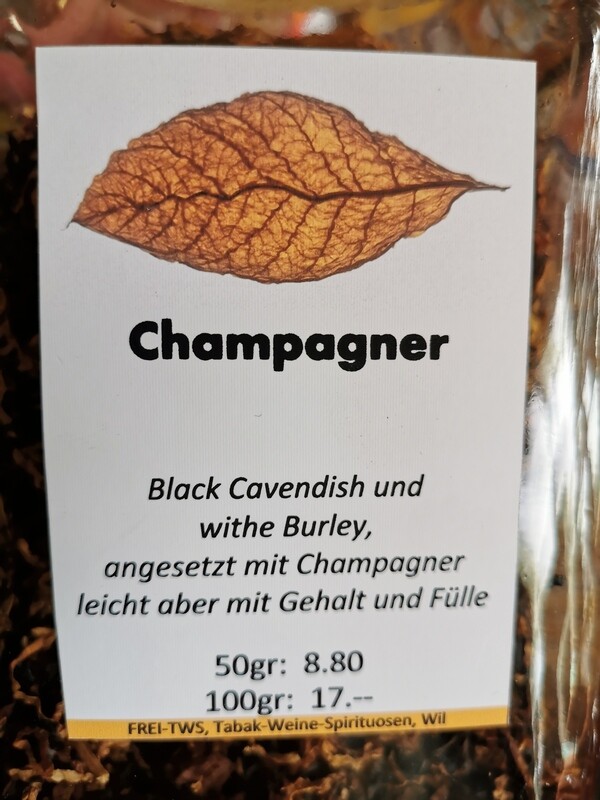 Champagner
Black Cavendish und
withe Burley,
angesetzt mit Champagner
leicht aber mit Gehalt und Fülle
50gr: 8.80
100gr: 17.--
FREI-TWS, Tabak-Weine-Spirituosen, Wil